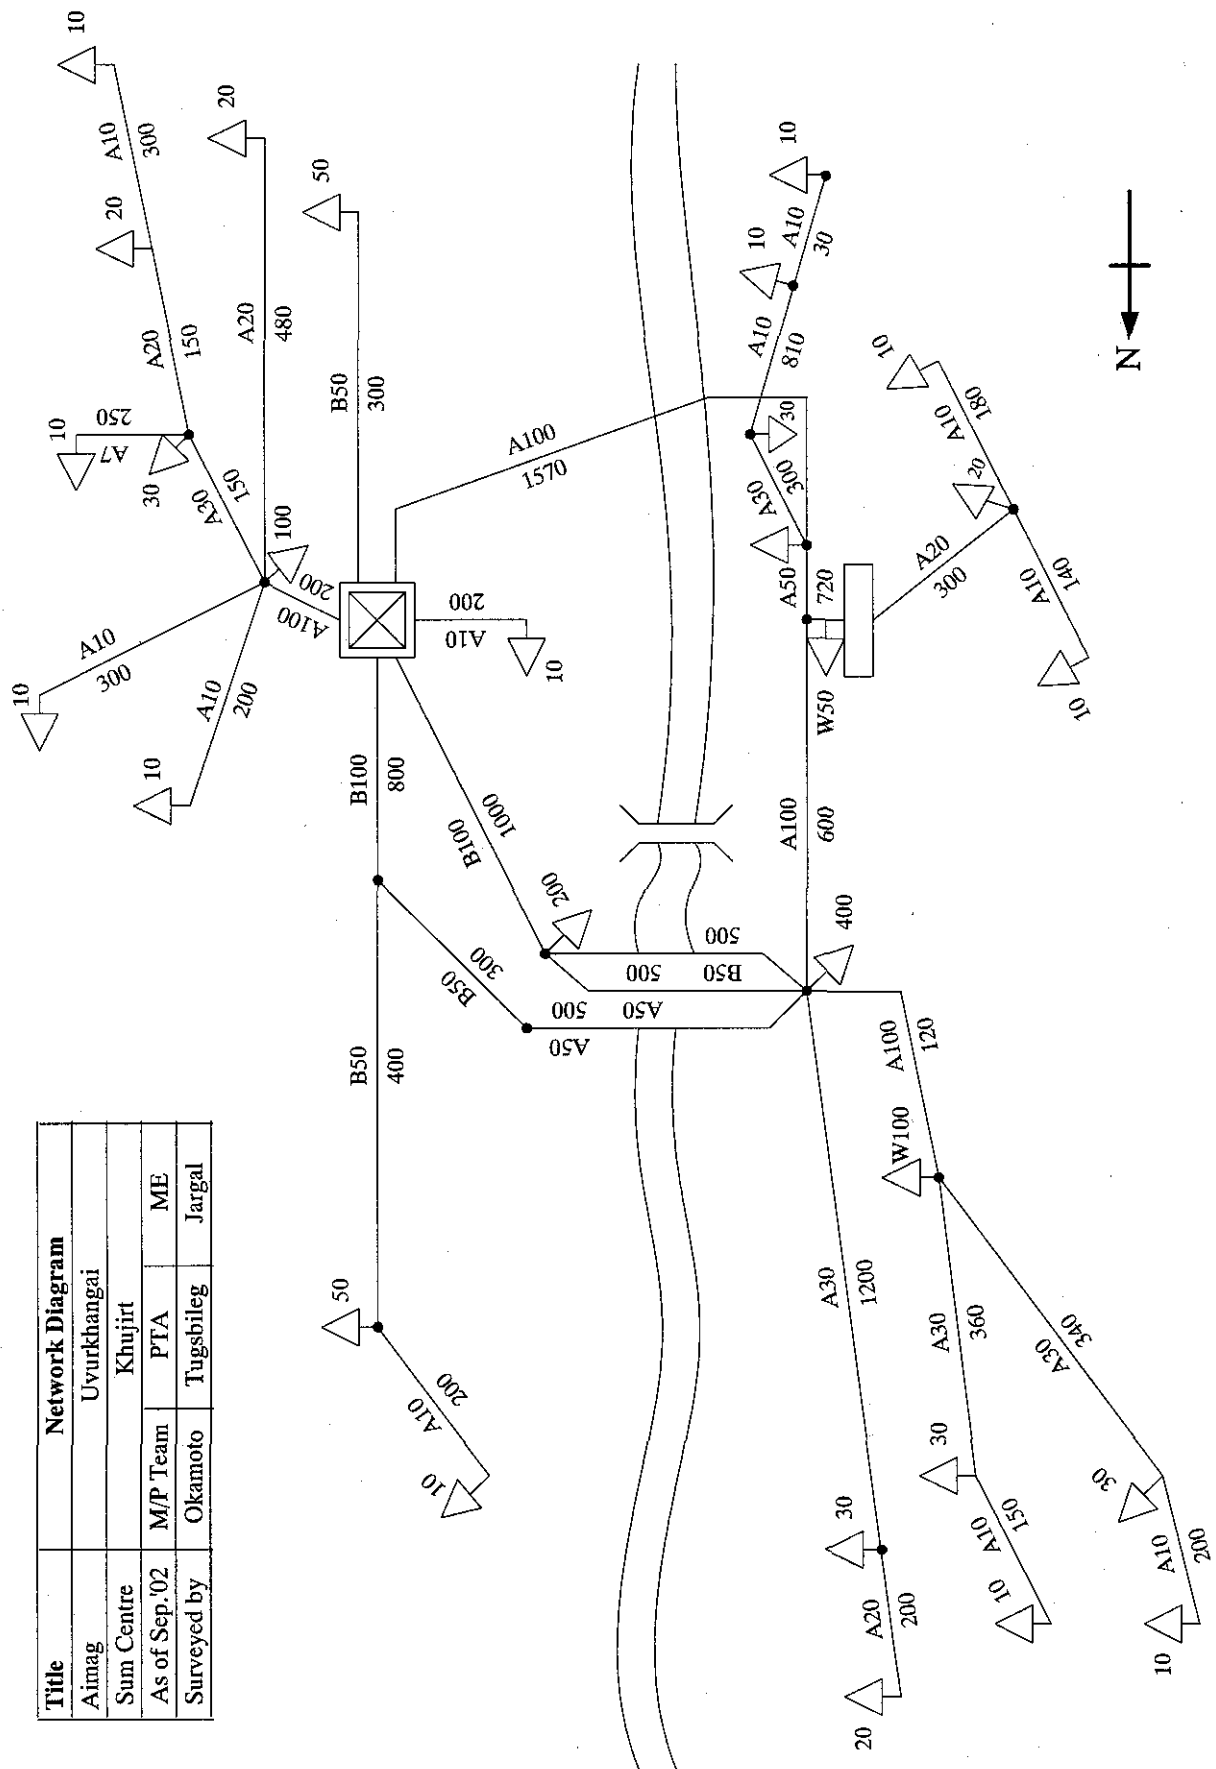 Title Network Diagram
Aimag Uvurkhangai
Sum Centre Khujirt
As of Sep.'02 M/P Team PTA ME
Surveyed by Okamoto Tugsbileg Jargal
10
A10
300
20
20
A20
150
A20
480
50
B50
300
10
250
A7
30
A30
150
100
200
A100
10
A10
300
10
A10
200
200
A10
10
B100
800
B100
1000
200
B50
300
B50
400
50
A10
200
10
A100
1570
10
A10
30
10
A10
810
30
A30
300
A50
720
W50
A100
600
A20
300
20
10
A10
180
A10
140
10
N
500
B50
500
A50
500
A50
400
A100
120
W100
A30
1200
30
A20
200
20
A30
360
30
A10
150
10
A30
340
30
A10
200
10